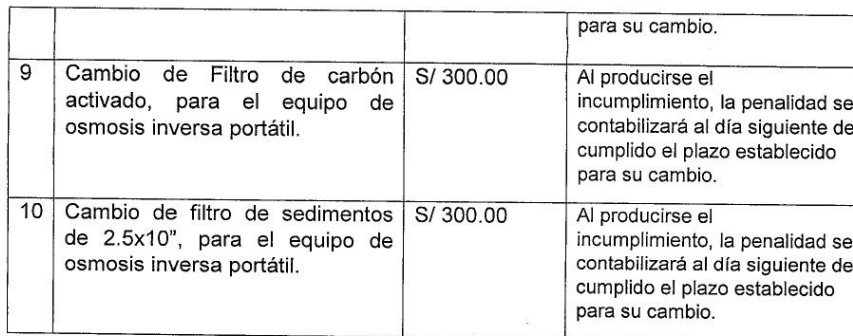 para su cambio.
9 Cambio de Filtro de carbón S/ 300.00 Al producirse el
activado, para el equipo de incumplimiento, la penalidad se
osmosis inversa portátil. contabilizará al día siguiente de
cumplido el plazo establecido
para su cambio.
10 Cambio de filtro de sedimentos S/ 300.00 Al producirse el
de 2.5x10”, para el equipo de incumplimiento, la penalidad se
osmosis inversa portátil. contabilizará al día siguiente de
cumplido el plazo establecido
para su cambio.